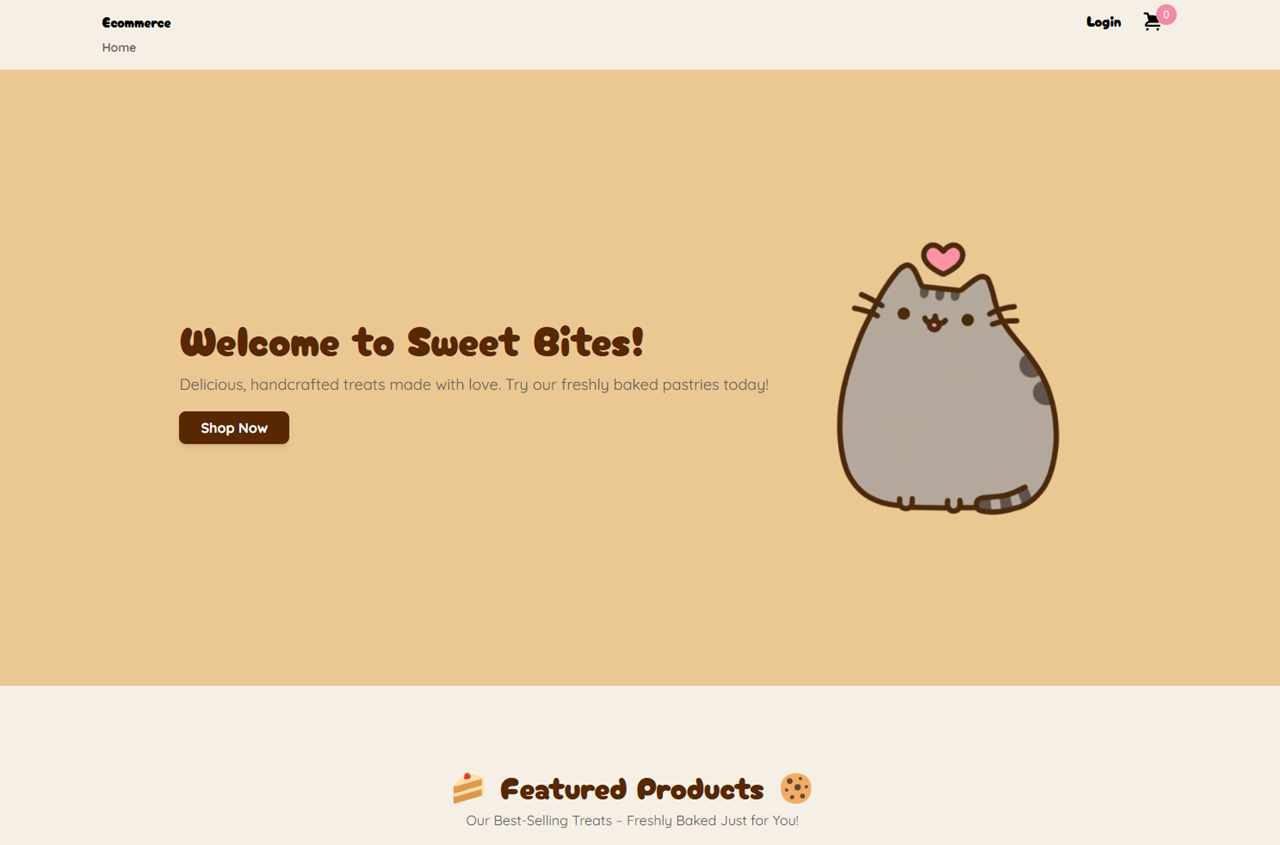 Ecommerce
Login
0
Home
Welcome to Sweet Bites!
Delicious, handcrafted treats made with love. Try our freshly baked pastries today!
Shop Now
Featured Products
Our Best-Selling Treats – Freshly Baked Just for You!